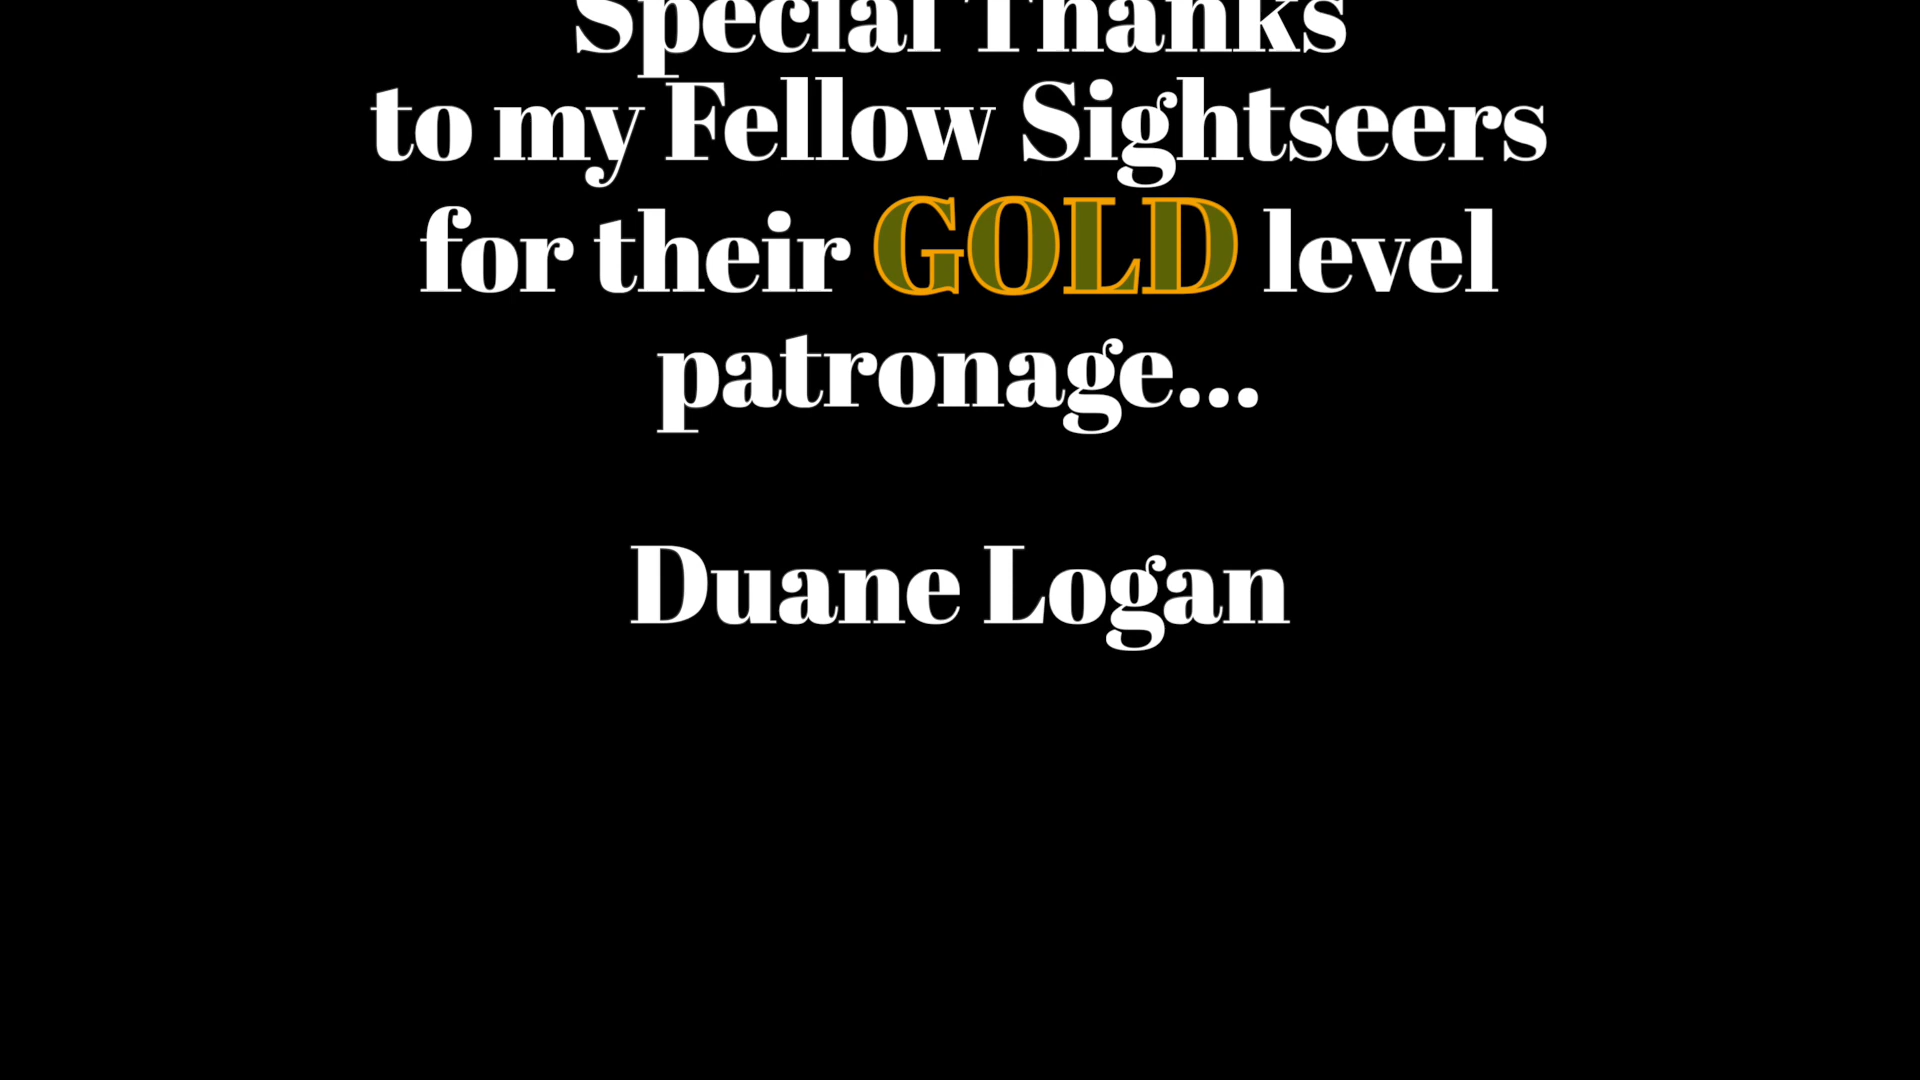 Special Thanks
to my Fellow Sightseers
for their GOLD level
patronage...
Duane Logan